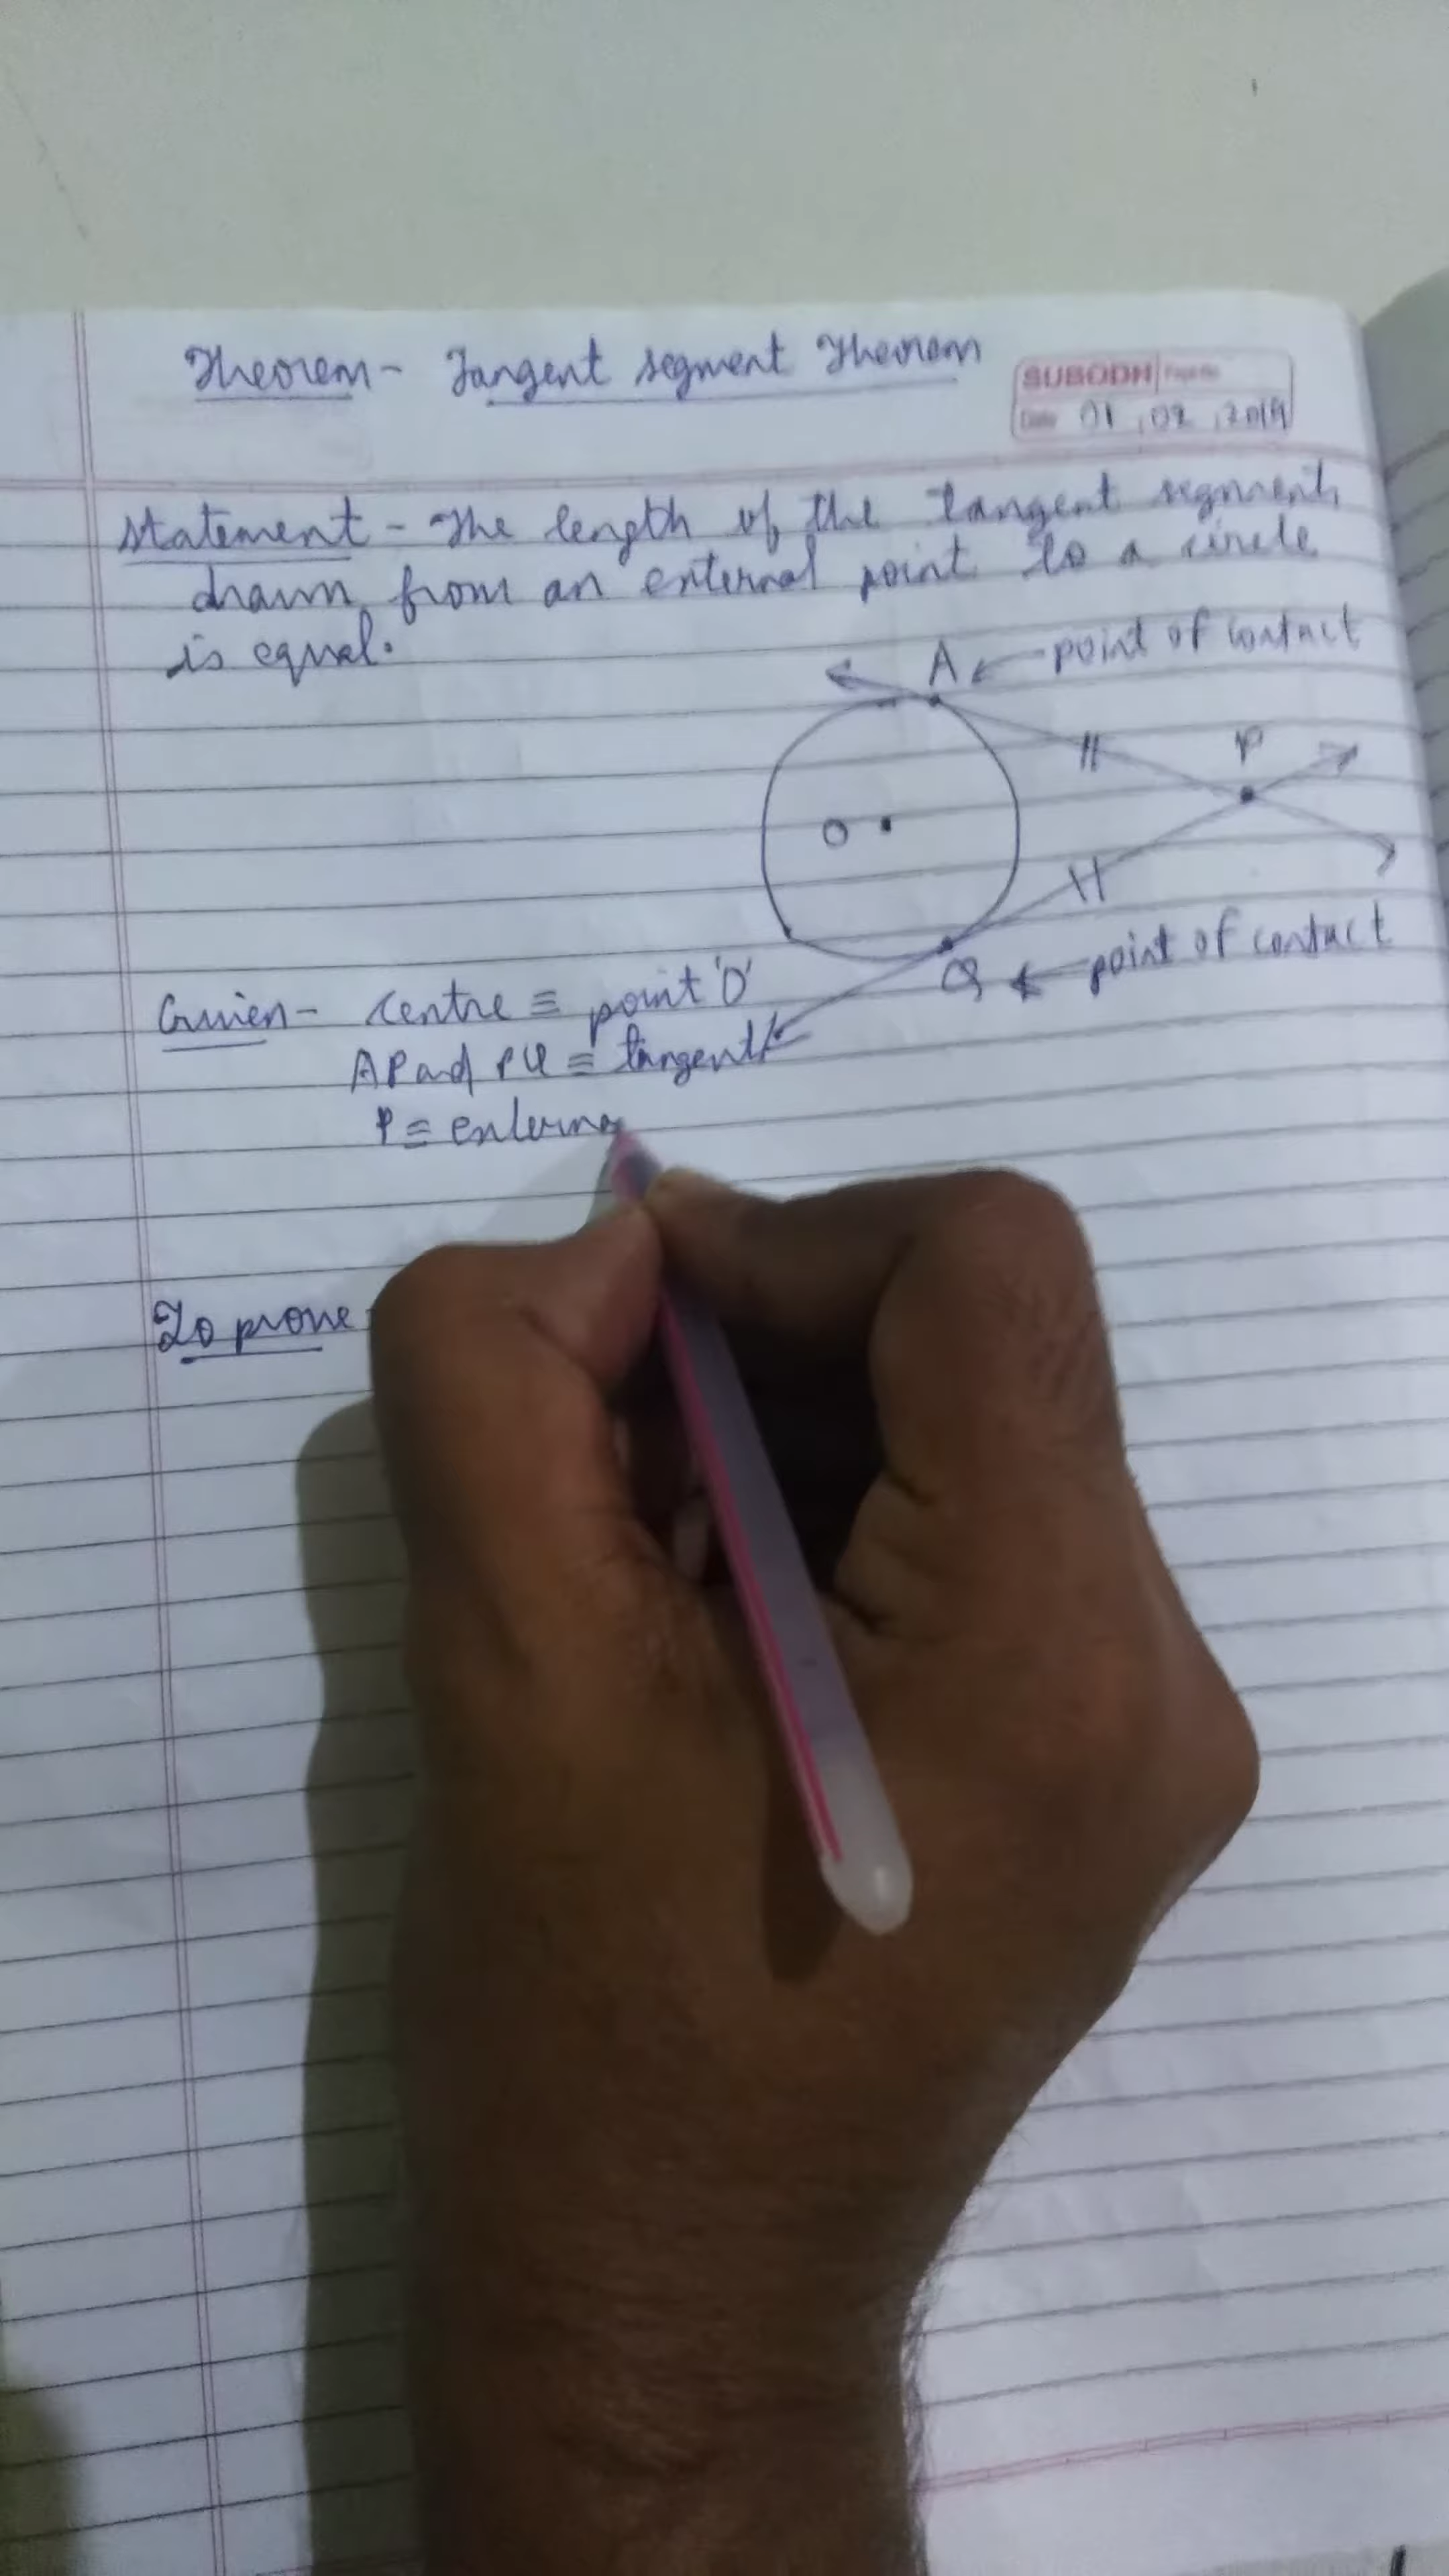 Theorem - Tangent segment Theorem
SUBODH Page No
Date 01, 02, 2019
Statement - The length of the tangent segments
drawn from an external point to a circle
is equal.
A ← point of contact
P
O
Q ← point of contact
Given - centre ≡ point 'O'
AP and PQ ≡ tangent
P ≡ externa
To prove